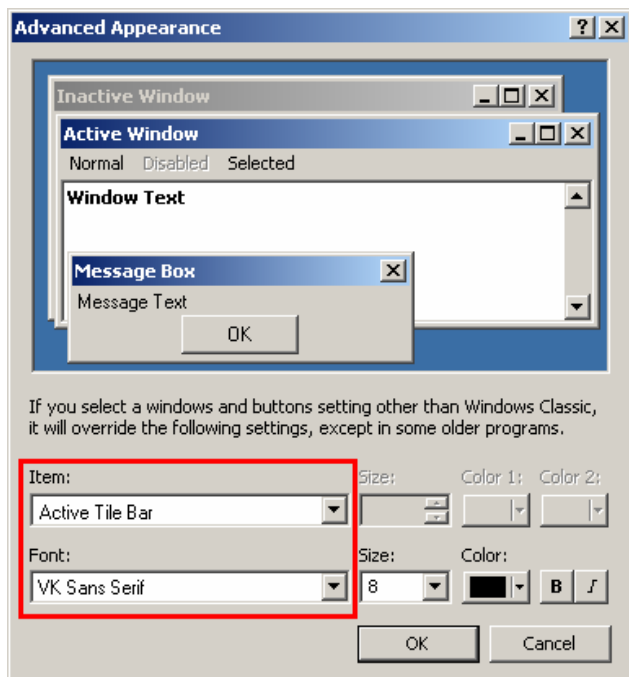 Advanced Appearance
Inactive Window
Active Window
Normal Disabled Selected
Window Text
Message Box
Message Text
OK
If you select a windows and buttons setting other than Windows Classic,
it will override the following settings, except in some older programs.
Item: Size: Color 1: Color 2:
Active Tile Bar
Font: Size: Color:
VK Sans Serif 8 B I
OK Cancel